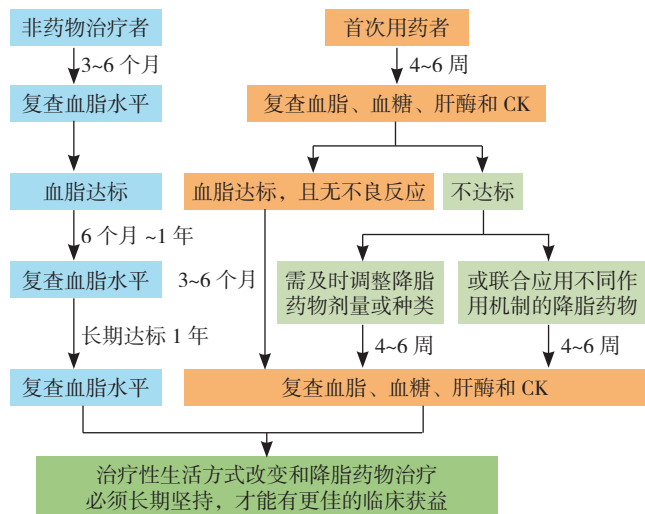 非药物治疗者
首次用药者
3~6 个月
4~6 周
复查血脂水平
复查血脂、血糖、肝酶和 CK
血脂达标
血脂达标，且无不良反应
不达标
6 个月 ~1 年
复查血脂水平
3~6 个月
需及时调整降脂
药物剂量或种类
或联合应用不同作
用机制的降脂药物
长期达标 1 年
4~6 周
4~6 周
复查血脂水平
复查血脂、血糖、肝酶和 CK
治疗性生活方式改变和降脂药物治疗
必须长期坚持，才能有更佳的临床获益